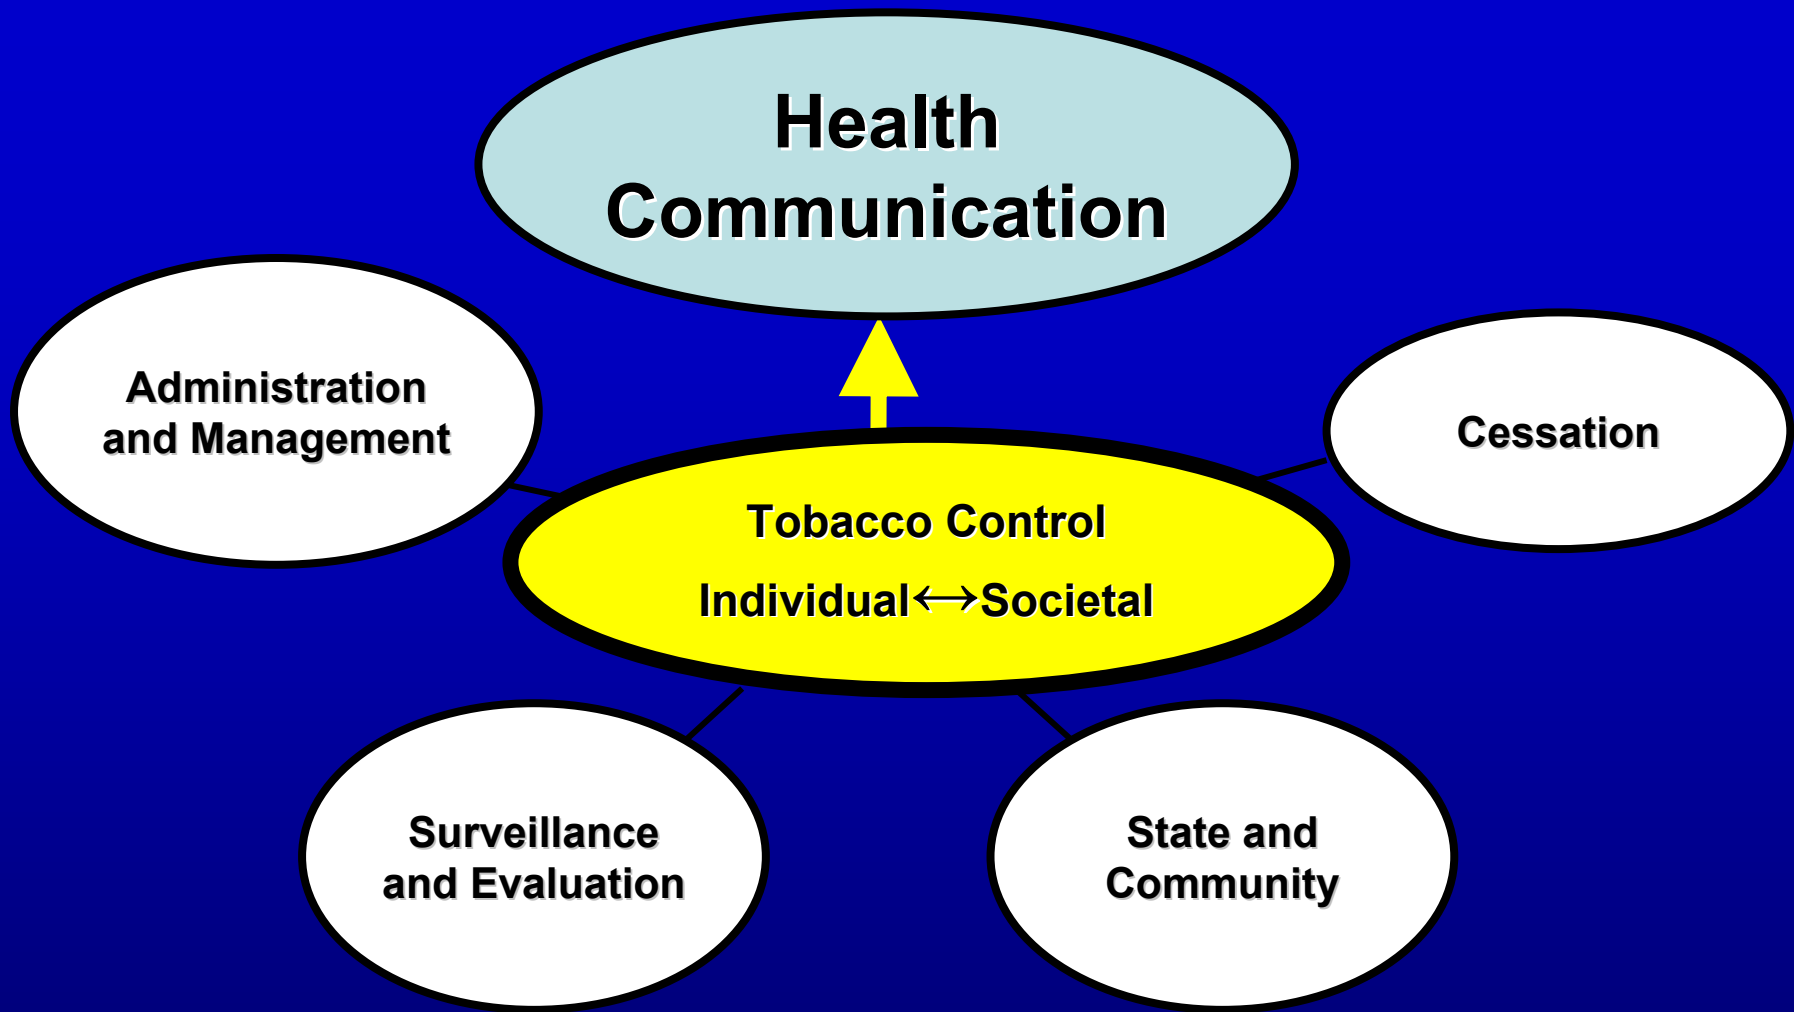 Health
Communication
Administration
and Management
Cessation
Tobacco Control
Individual↔Societal
Surveillance
and Evaluation
State and
Community